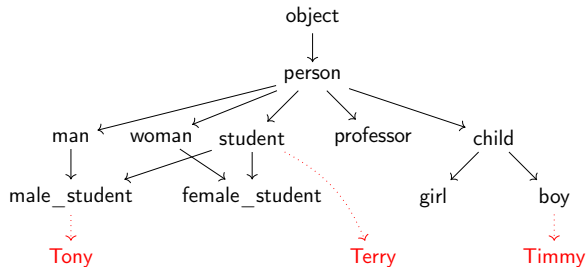 object
person
man woman student professor child
male_student female_student girl boy
Tony Terry Timmy